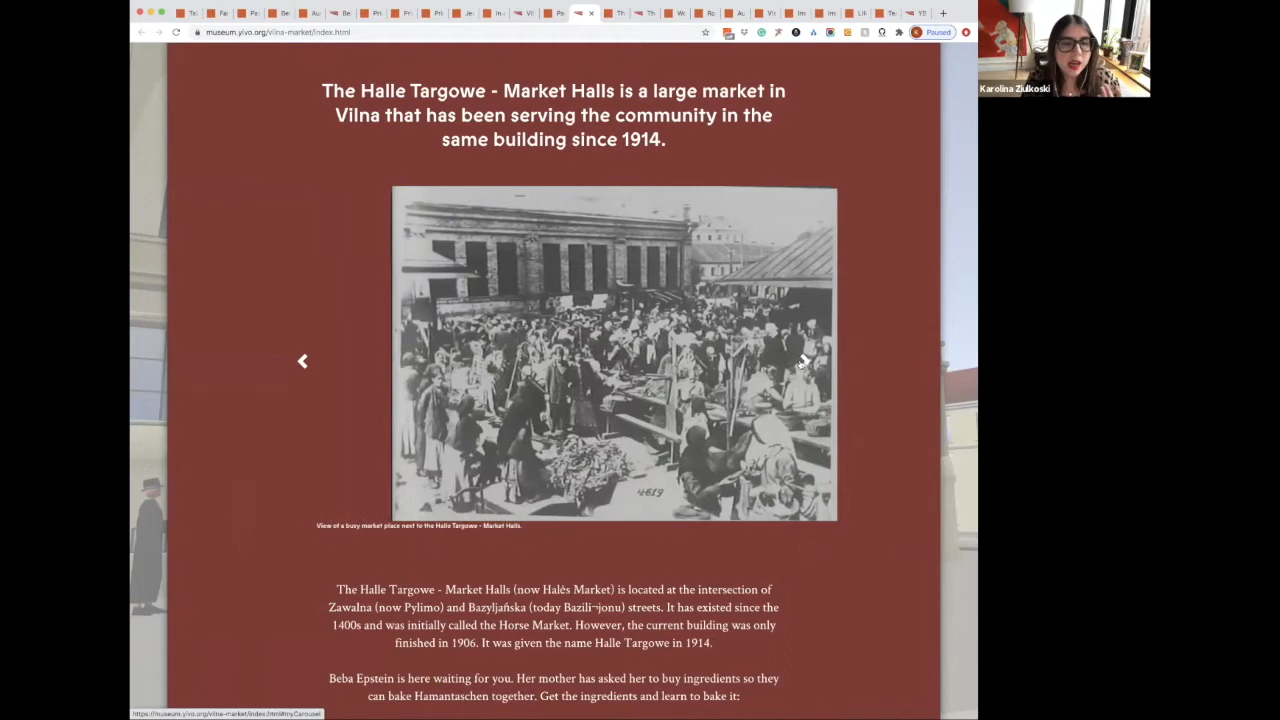 museum.yivo.org/vilna-market/index.html
Paused
Karolina Ziulkoski
The Halle Targowe - Market Halls is a large market in
Vilna that has been serving the community in the
same building since 1914.
4619
View of a busy market place next to the Halle Targowe - Market Halls.
The Halle Targowe - Market Halls (now Halės Market) is located at the intersection of
Zawalna (now Pylimo) and Bazyljańska (today Bazili¬jonu) streets. It has existed since the
1400s and was initially called the Horse Market. However, the current building was only
finished in 1906. It was given the name Halle Targowe in 1914.
Beba Epstein is here waiting for you. Her mother has asked her to buy ingredients so they
can bake Hamantaschen together. Get the ingredients and learn to bake it:
https://museum.yivo.org/vilna-market/index.html#myCarousel